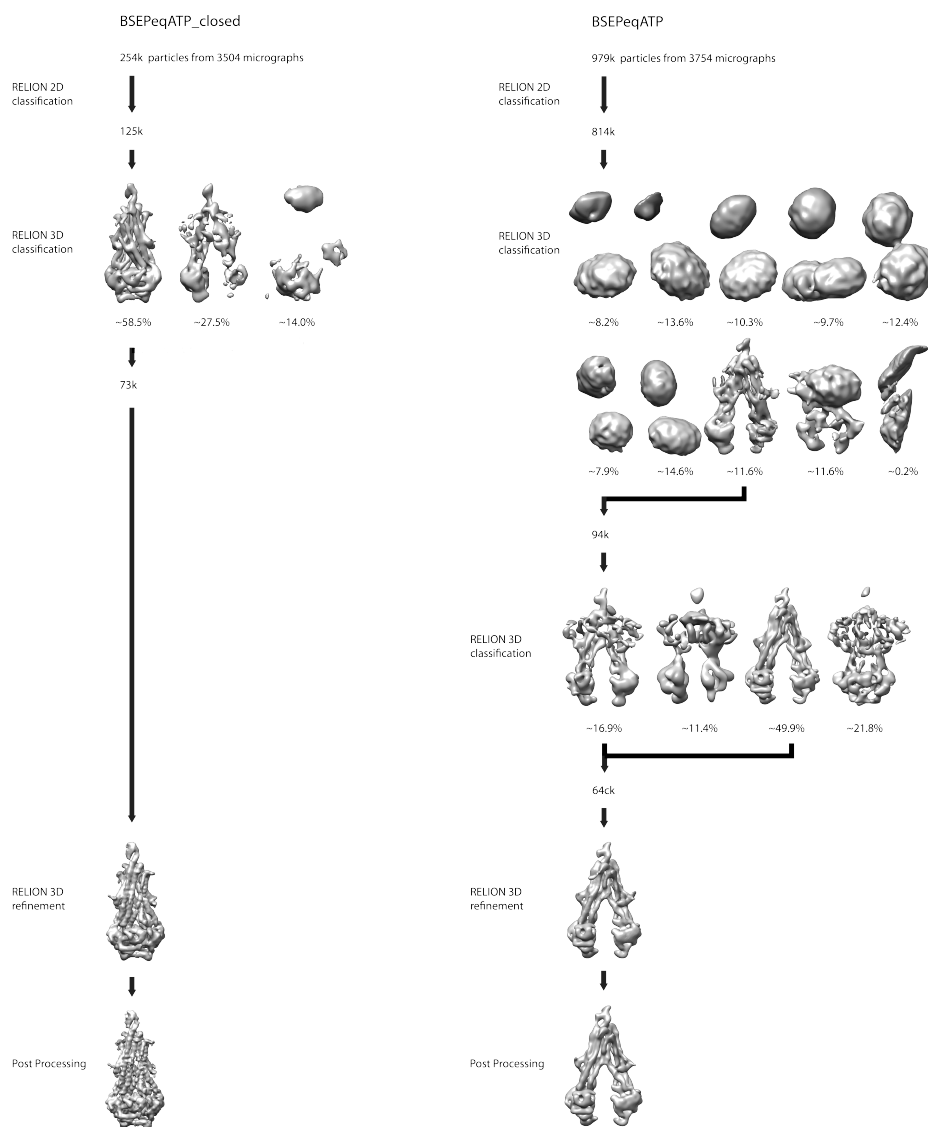 BSEPeqATP_closed
254k particles from 3504 micrographs
RELION 2D
classification
125k
RELION 3D
classification
~58.5% ~27.5% ~14.0%
73k
RELION 3D
refinement
Post Processing
BSEPeqATP
979k particles from 3754 micrographs
RELION 2D
classification
814k
RELION 3D
classification
~8.2% ~13.6% ~10.3% ~9.7% ~12.4%
~7.9% ~14.6% ~11.6% ~11.6% ~0.2%
94k
RELION 3D
classification
~16.9% ~11.4% ~49.9% ~21.8%
64ck
RELION 3D
refinement
Post Processing